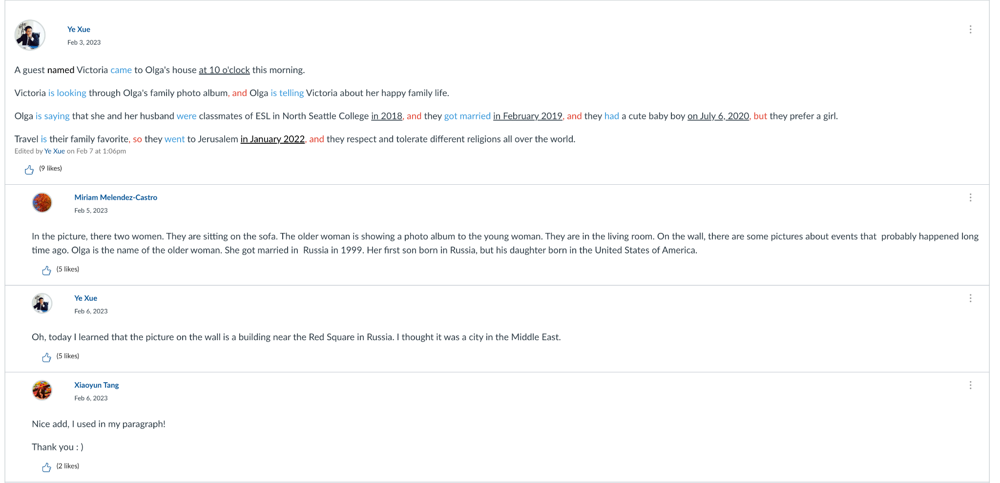 Ye Xue
Feb 3, 2023
A guest named Victoria came to Olga's house at 10 o'clock this morning.
Victoria is looking through Olga's family photo album, and Olga is telling Victoria about her happy family life.
Olga is saying that she and her husband were classmates of ESL in North Seattle College in 2018, and they got married in February 2019, and they had a cute baby boy on July 6, 2020, but they prefer a girl.
Travel is their family favorite, so they went to Jerusalem in January 2022, and they respect and tolerate different religions all over the world.
Edited by Ye Xue on Feb 7 at 1:06pm
(9 likes)
Miriam Melendez-Castro
Feb 5, 2023
In the picture, there two women. They are sitting on the sofa. The older woman is showing a photo album to the young woman. They are in the living room. On the wall, there are some pictures about events that  probably happened long
time ago. Olga is the name of the older woman. She got married in  Russia in 1999. Her first son born in Russia, but his daughter born in the United States of America.
(5 likes)
Ye Xue
Feb 6, 2023
Oh, today I learned that the picture on the wall is a building near the Red Square in Russia. I thought it was a city in the Middle East.
(5 likes)
Xiaoyun Tang
Feb 6, 2023
Nice add, I used in my paragraph!
Thank you : )
(2 likes)